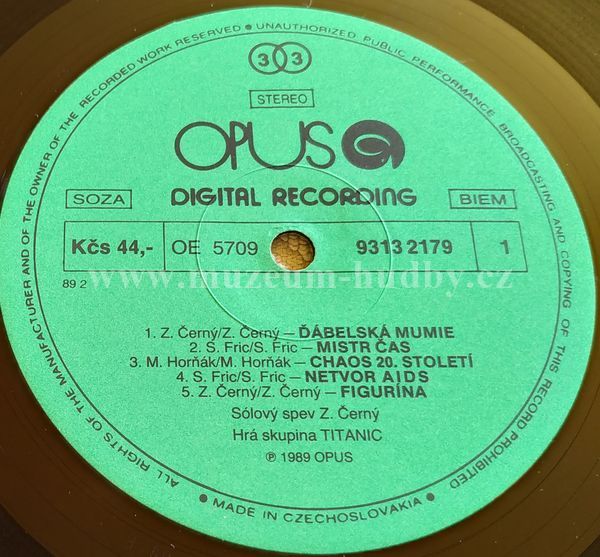 ALL RIGHTS OF THE MANUFACTURER AND OF THE OWNER OF THE RECORDED WORK RESERVED • UNAUTHORIZED PUBLIC PERFORMANCE BROADCASTING AND COPYING OF THIS RECORD PROHIBITED
33
STEREO
OPUS
SOZA DIGITAL RECORDING BIEM
Kčs 44,- OE 5709 9313 2179 1
89 2
www.muzeum-hudby.cz
1. Z. Černý/Z. Černý – ĎÁBELSKÁ MUMIE
2. S. Fric/S. Fric – MISTR ČAS
3. M. Horňák/M. Horňák – CHAOS 20. STOLETÍ
4. S. Fric/S. Fric – NETVOR AIDS
5. Z. Černý/Z. Černý – FIGURÍNA
Sólový spev Z. Černý
Hrá skupina TITANIC
℗ 1989 OPUS
• MADE IN CZECHOSLOVAKIA •